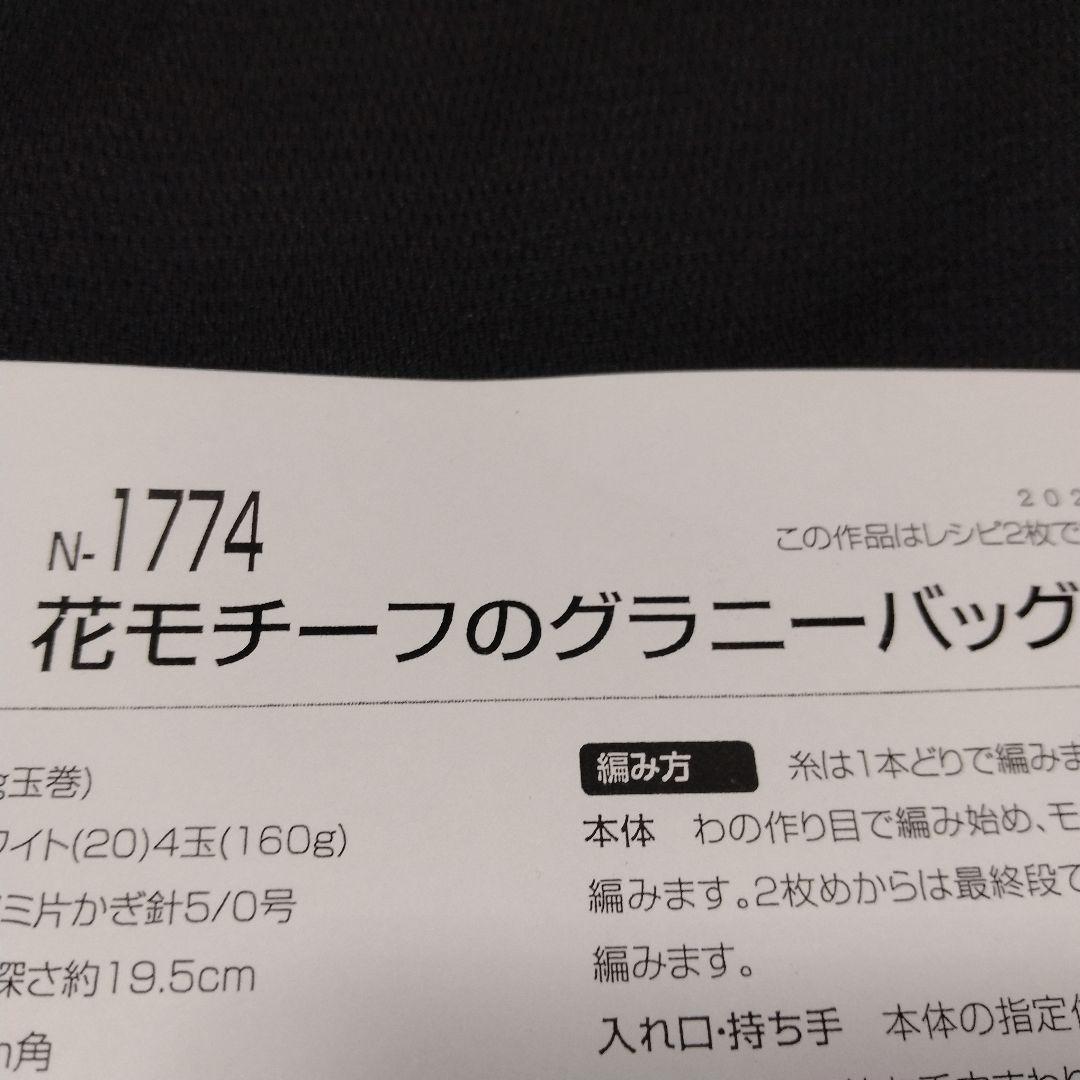 N-1774
202
この作品はレシピ2枚で
花モチーフのグラニーバッグ
g玉巻)
ワイト(20)4玉(160g)
ミ片かぎ針5/0号
深さ約19.5cm
角
編み方 糸は1本どりで編みま
本体 わの作り目で編み始め、モ
編みます。2枚めからは最終段で
編みます。
入れ口・持ち手 本体の指定